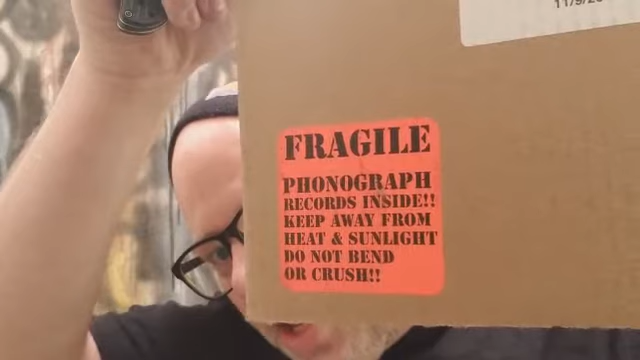 FRAGILE
PHONOGRAPH
RECORDS INSIDE!!
KEEP AWAY FROM
HEAT & SUNLIGHT
DO NOT BEND
OR CRUSH!!